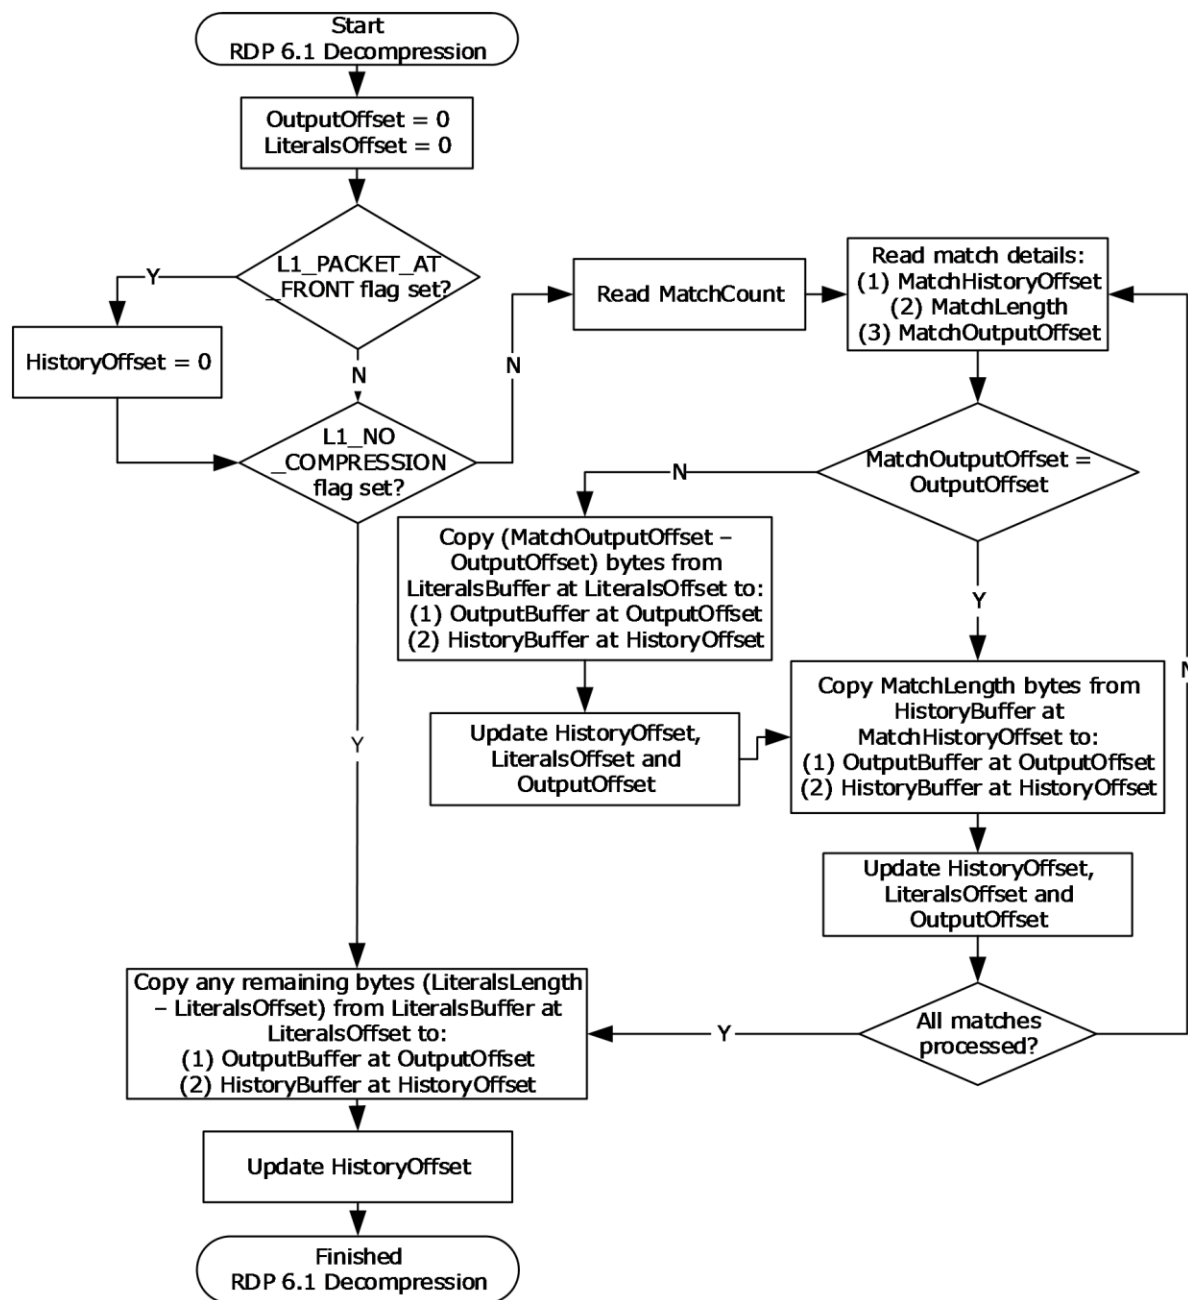 Start
RDP 6.1 Decompression
OutputOffset = 0
LiteralsOffset = 0
L1_PACKET_AT
_FRONT flag set?
Y
HistoryOffset = 0
N
L1_NO
_COMPRESSION
flag set?
N
Read MatchCount
Read match details:
(1) MatchHistoryOffset
(2) MatchLength
(3) MatchOutputOffset
MatchOutputOffset =
OutputOffset
N
Copy (MatchOutputOffset –
OutputOffset) bytes from
LiteralsBuffer at LiteralsOffset to:
(1) OutputBuffer at OutputOffset
(2) HistoryBuffer at HistoryOffset
Y
Update HistoryOffset,
LiteralsOffset and
OutputOffset
Copy MatchLength bytes from
HistoryBuffer at
MatchHistoryOffset to:
(1) OutputBuffer at OutputOffset
(2) HistoryBuffer at HistoryOffset
N
Y
Update HistoryOffset,
LiteralsOffset and
OutputOffset
All matches
processed?
Y
Copy any remaining bytes (LiteralsLength
– LiteralsOffset) from LiteralsBuffer at
LiteralsOffset to:
(1) OutputBuffer at OutputOffset
(2) HistoryBuffer at HistoryOffset
Update HistoryOffset
Finished
RDP 6.1 Decompression